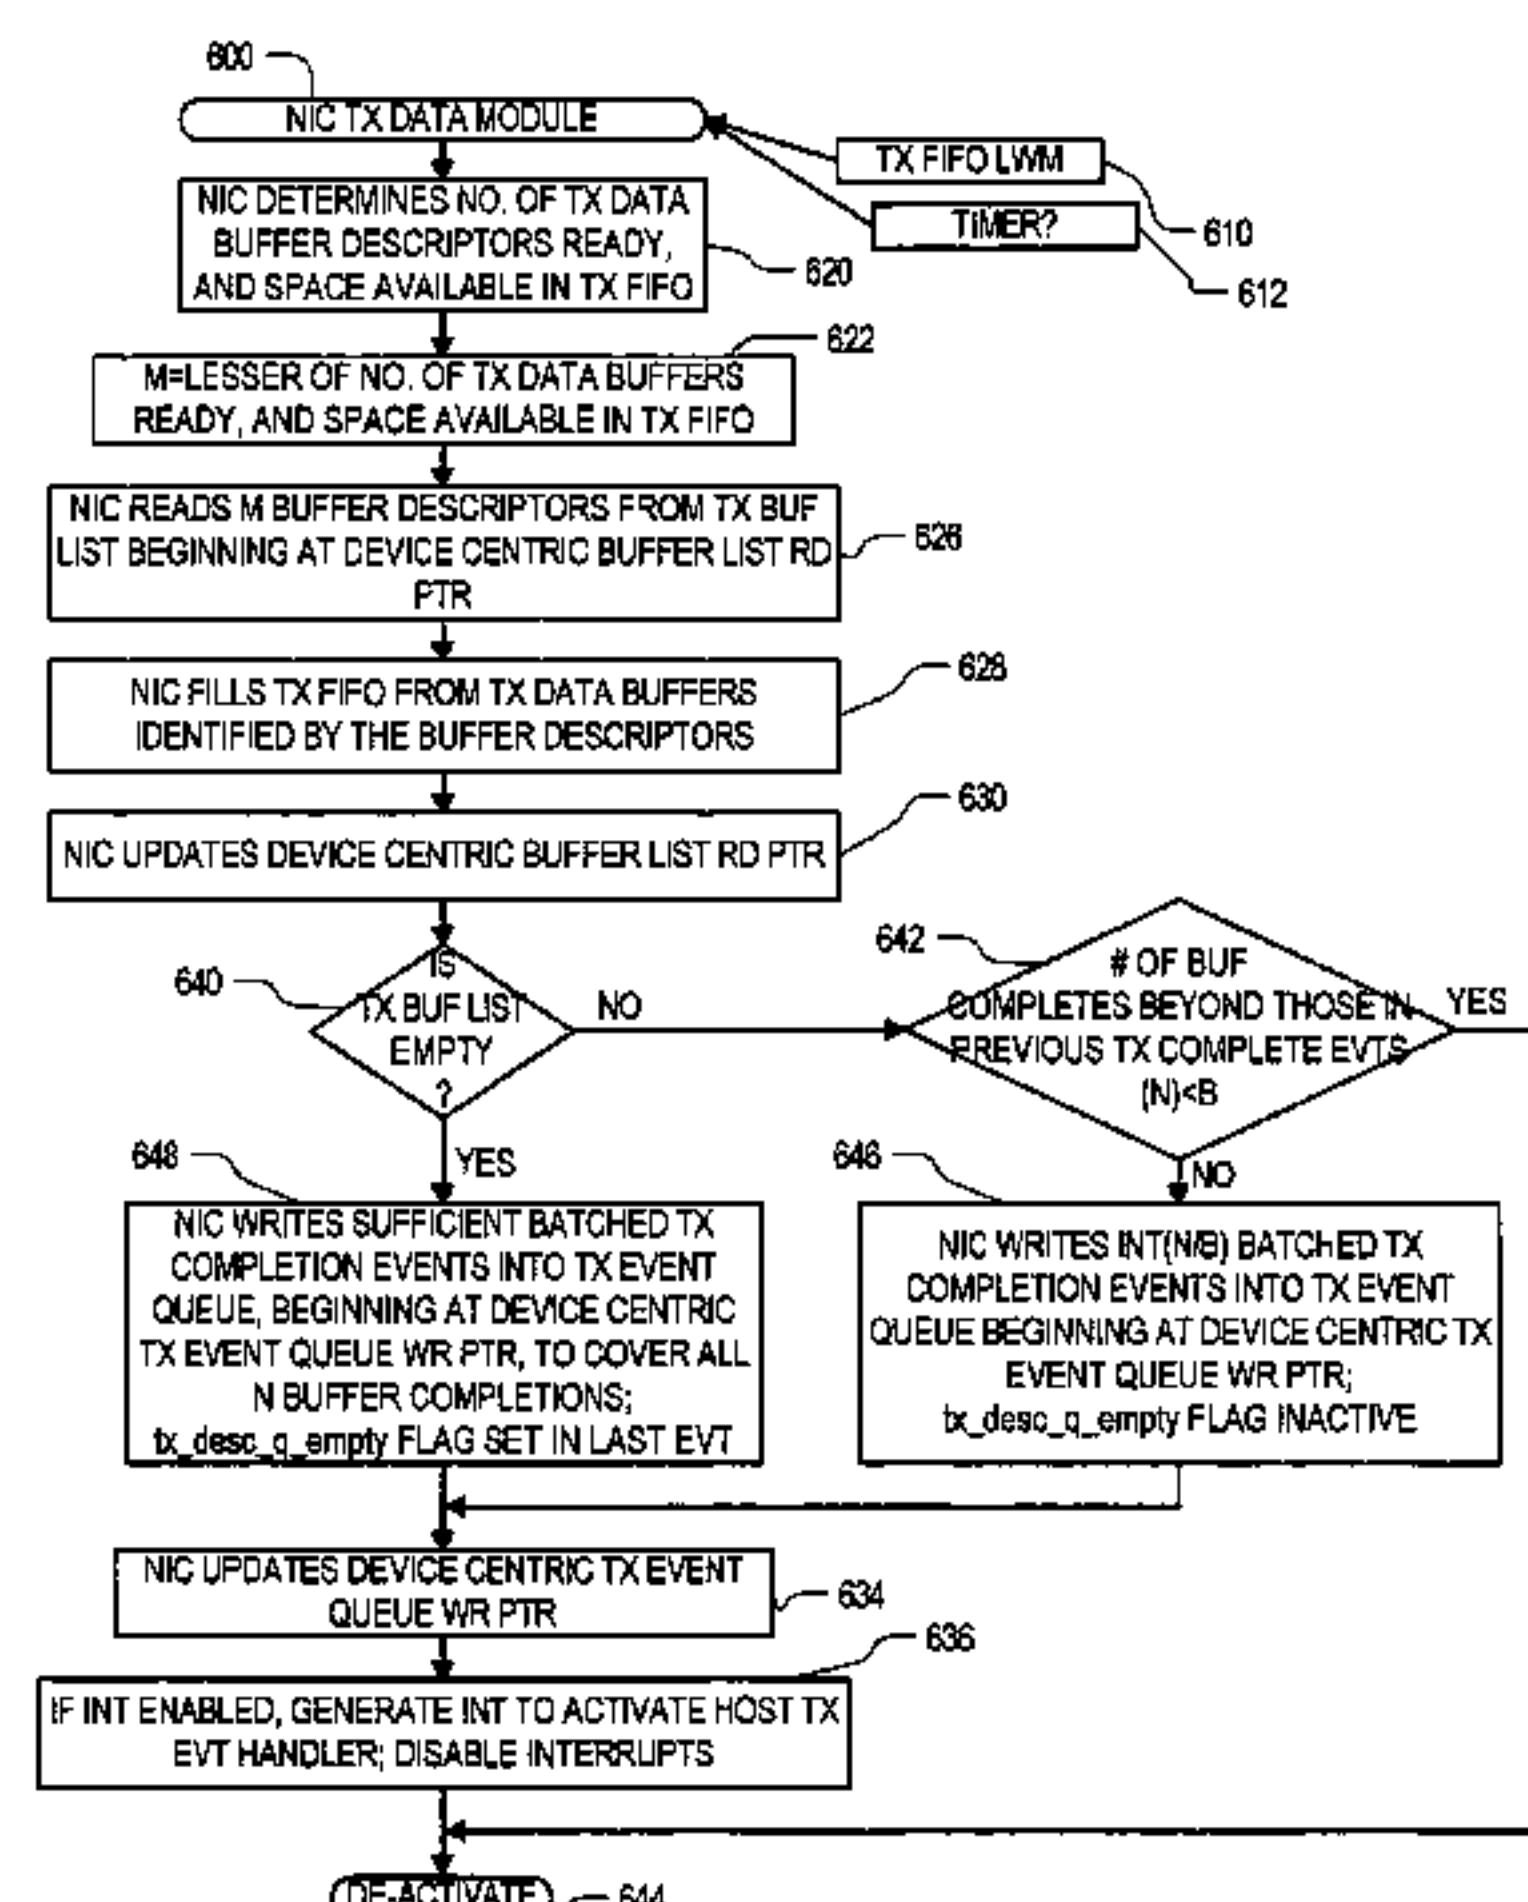 600
NIC TX DATA MODULE
TX FIFO LWM
610
TIMER?
612
NIC DETERMINES NO. OF TX DATA
BUFFER DESCRIPTORS READY,
AND SPACE AVAILABLE IN TX FIFO
620
622
M=LESSER OF NO. OF TX DATA BUFFERS
READY, AND SPACE AVAILABLE IN TX FIFO
NIC READS M BUFFER DESCRIPTORS FROM TX BUF
LIST BEGINNING AT DEVICE CENTRIC BUFFER LIST RD
PTR
626
NIC FILLS TX FIFO FROM TX DATA BUFFERS
IDENTIFIED BY THE BUFFER DESCRIPTORS
628
630
NIC UPDATES DEVICE CENTRIC BUFFER LIST RD PTR
640
IS
TX BUF LIST
EMPTY
?
NO
YES
642
# OF BUF
COMPLETES BEYOND THOSE IN
PREVIOUS TX COMPLETE EVTS
(N)<B
YES
NO
648
NIC WRITES SUFFICIENT BATCHED TX
COMPLETION EVENTS INTO TX EVENT
QUEUE, BEGINNING AT DEVICE CENTRIC
TX EVENT QUEUE WR PTR, TO COVER ALL
N BUFFER COMPLETIONS;
tx_desc_q_empty FLAG SET IN LAST EVT
646
NIC WRITES INT(N/B) BATCHED TX
COMPLETION EVENTS INTO TX EVENT
QUEUE BEGINNING AT DEVICE CENTRIC TX
EVENT QUEUE WR PTR;
tx_desc_q_empty FLAG INACTIVE
NIC UPDATES DEVICE CENTRIC TX EVENT
QUEUE WR PTR
634
636
IF INT ENABLED, GENERATE INT TO ACTIVATE HOST TX
EVT HANDLER; DISABLE INTERRUPTS
DE-ACTIVATE
644